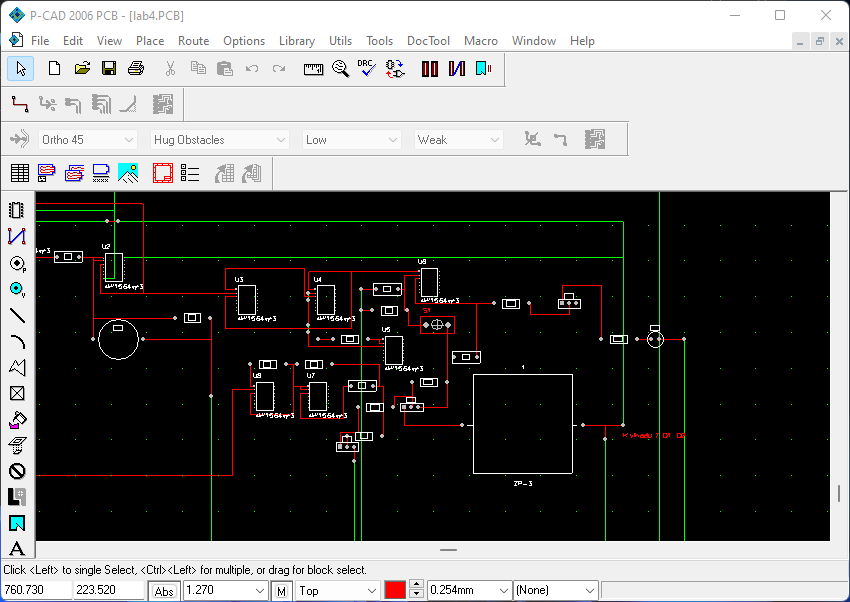 P-CAD 2006 PCB - [lab4.PCB]
File Edit View Place Route Options Library Utils Tools DocTool Macro Window Help
DRC
Ortho 45 Hug Obstacles Low Weak
U2
U3
U4
U6
U5
U8
U7
1
ZP-3
Click <Left> to single Select, <Ctrl><Left> for multiple, or drag for block select.
760.730 223.520 Abs 1.270 M Top 0.254mm (None)